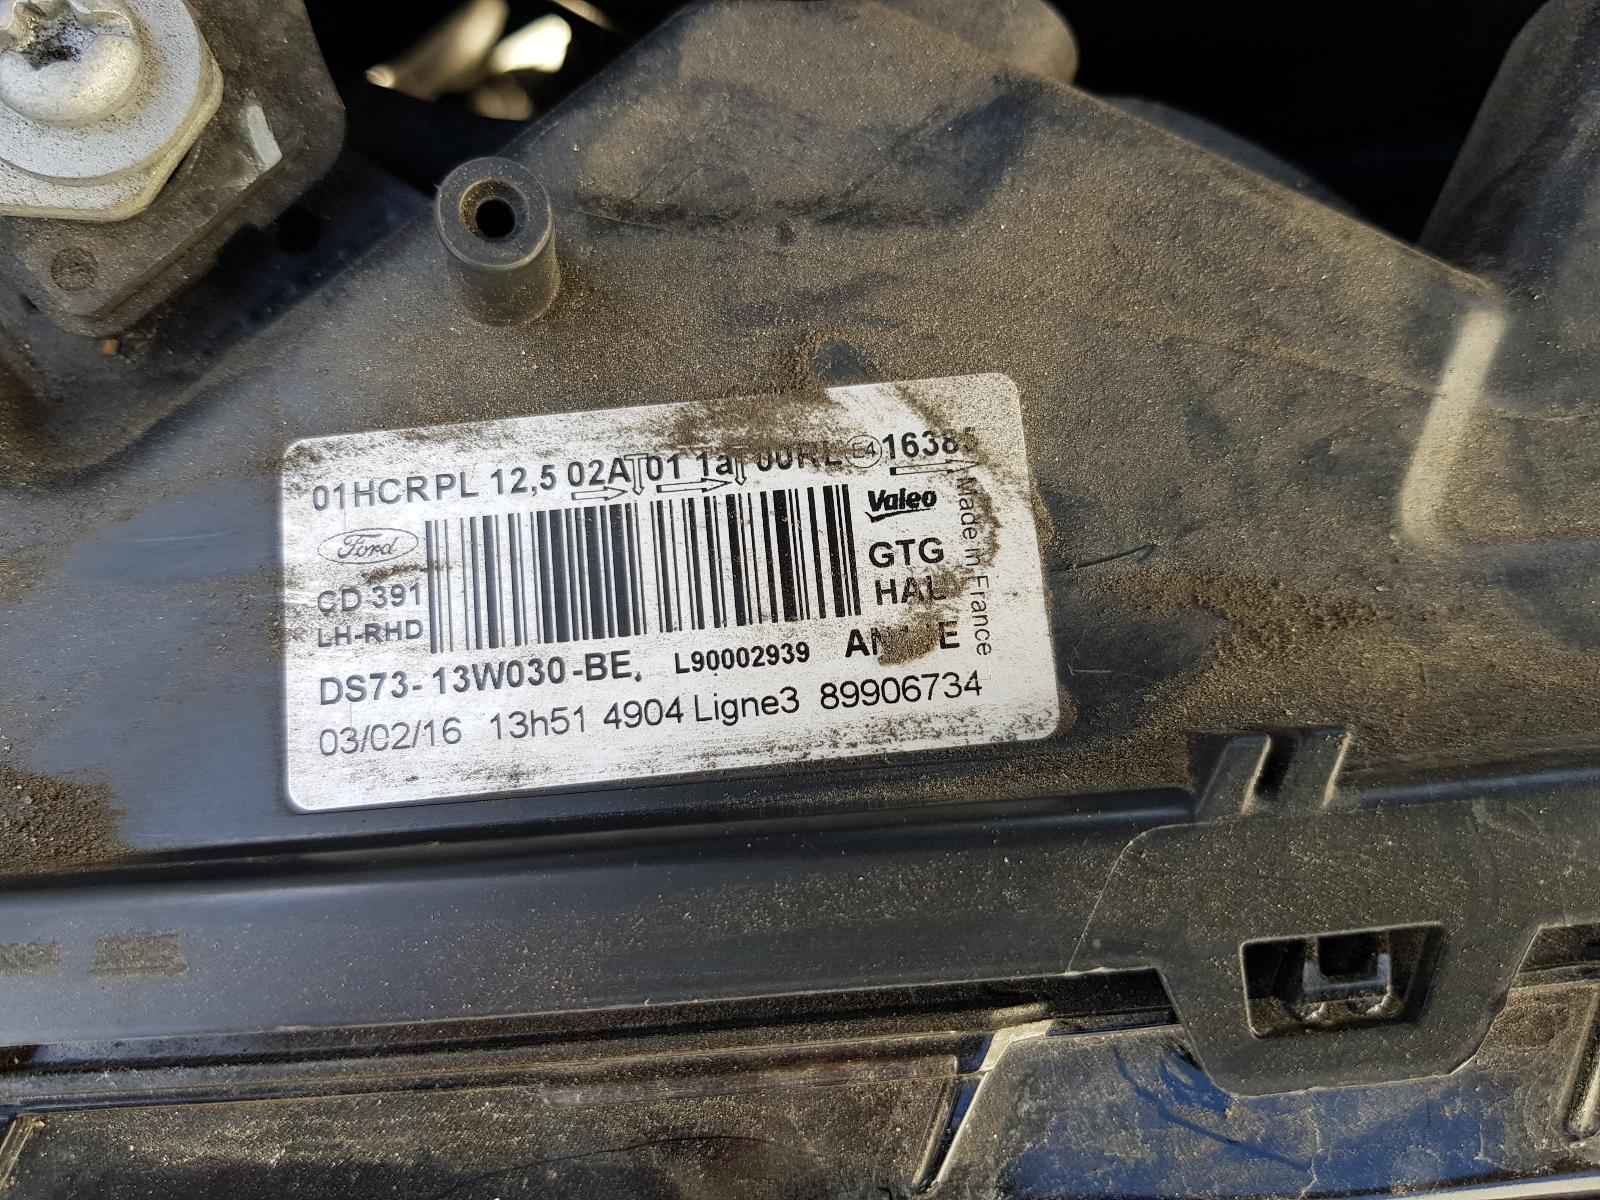 01HCRPL 12,5 02A 01 1a 00RL E4
Ford
Valeo
CD 391
GTG
LH-RHD
HAL
DS73-13W030-BE. L90002939
03/02/16 13h51 4904 Ligne3 89906734
Made in France